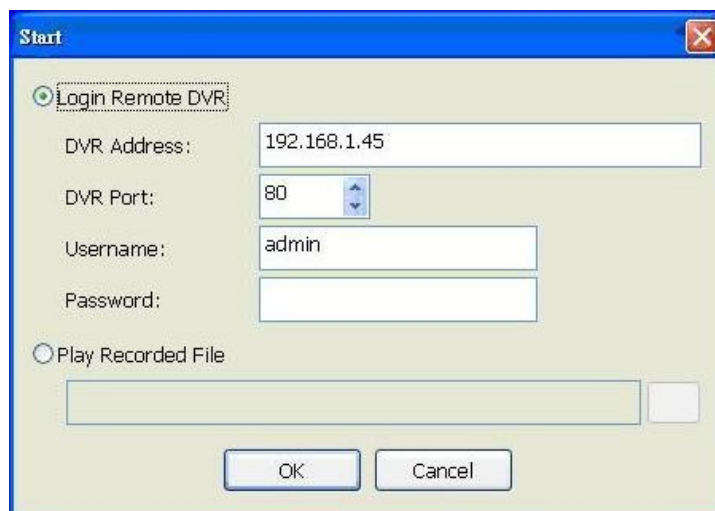 Start
Login Remote DVR
DVR Address: 192.168.1.45
DVR Port: 80
Username: admin
Password:
Play Recorded File
OK Cancel